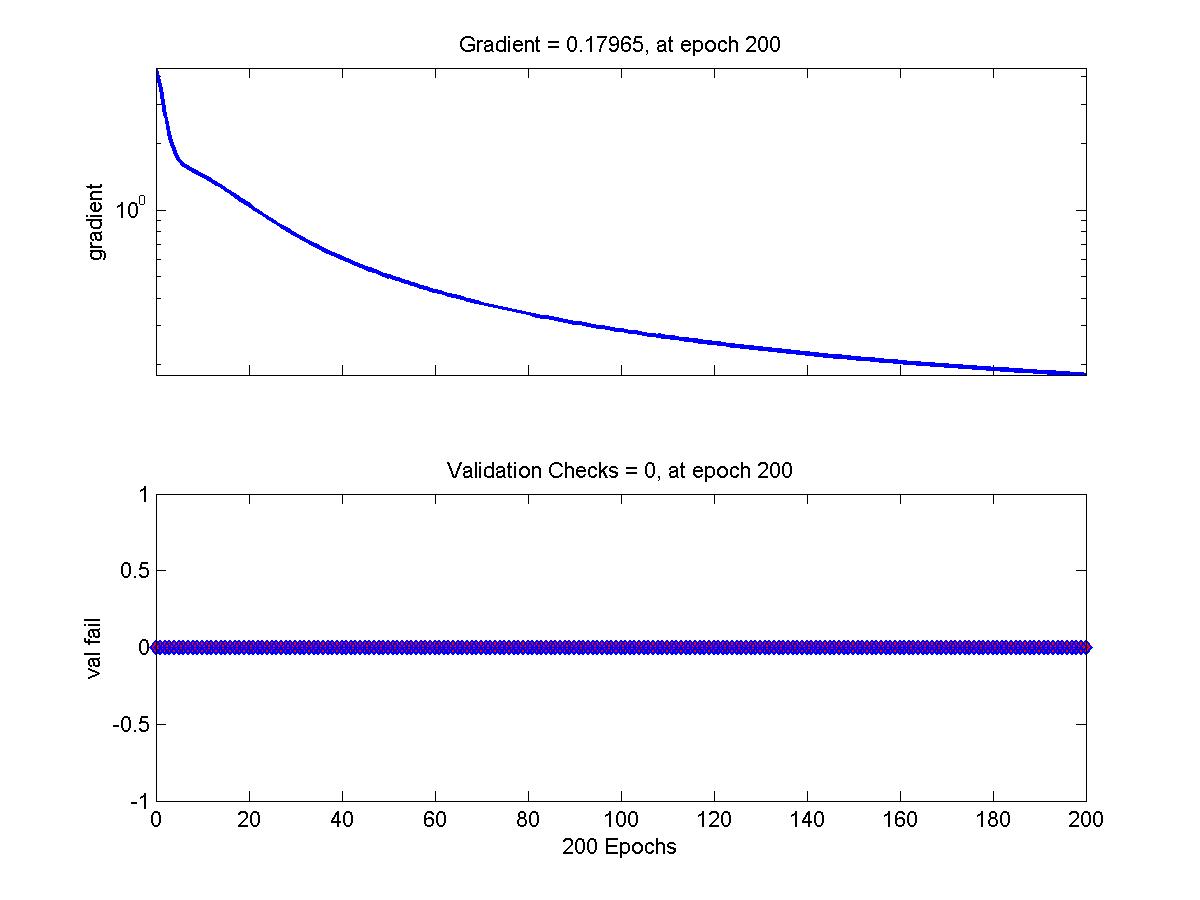 Gradient = 0.17965, at epoch 200
gradient
10^0
Validation Checks = 0, at epoch 200
val fail
1
0.5
0
-0.5
-1
0 20 40 60 80 100 120 140 160 180 200
200 Epochs